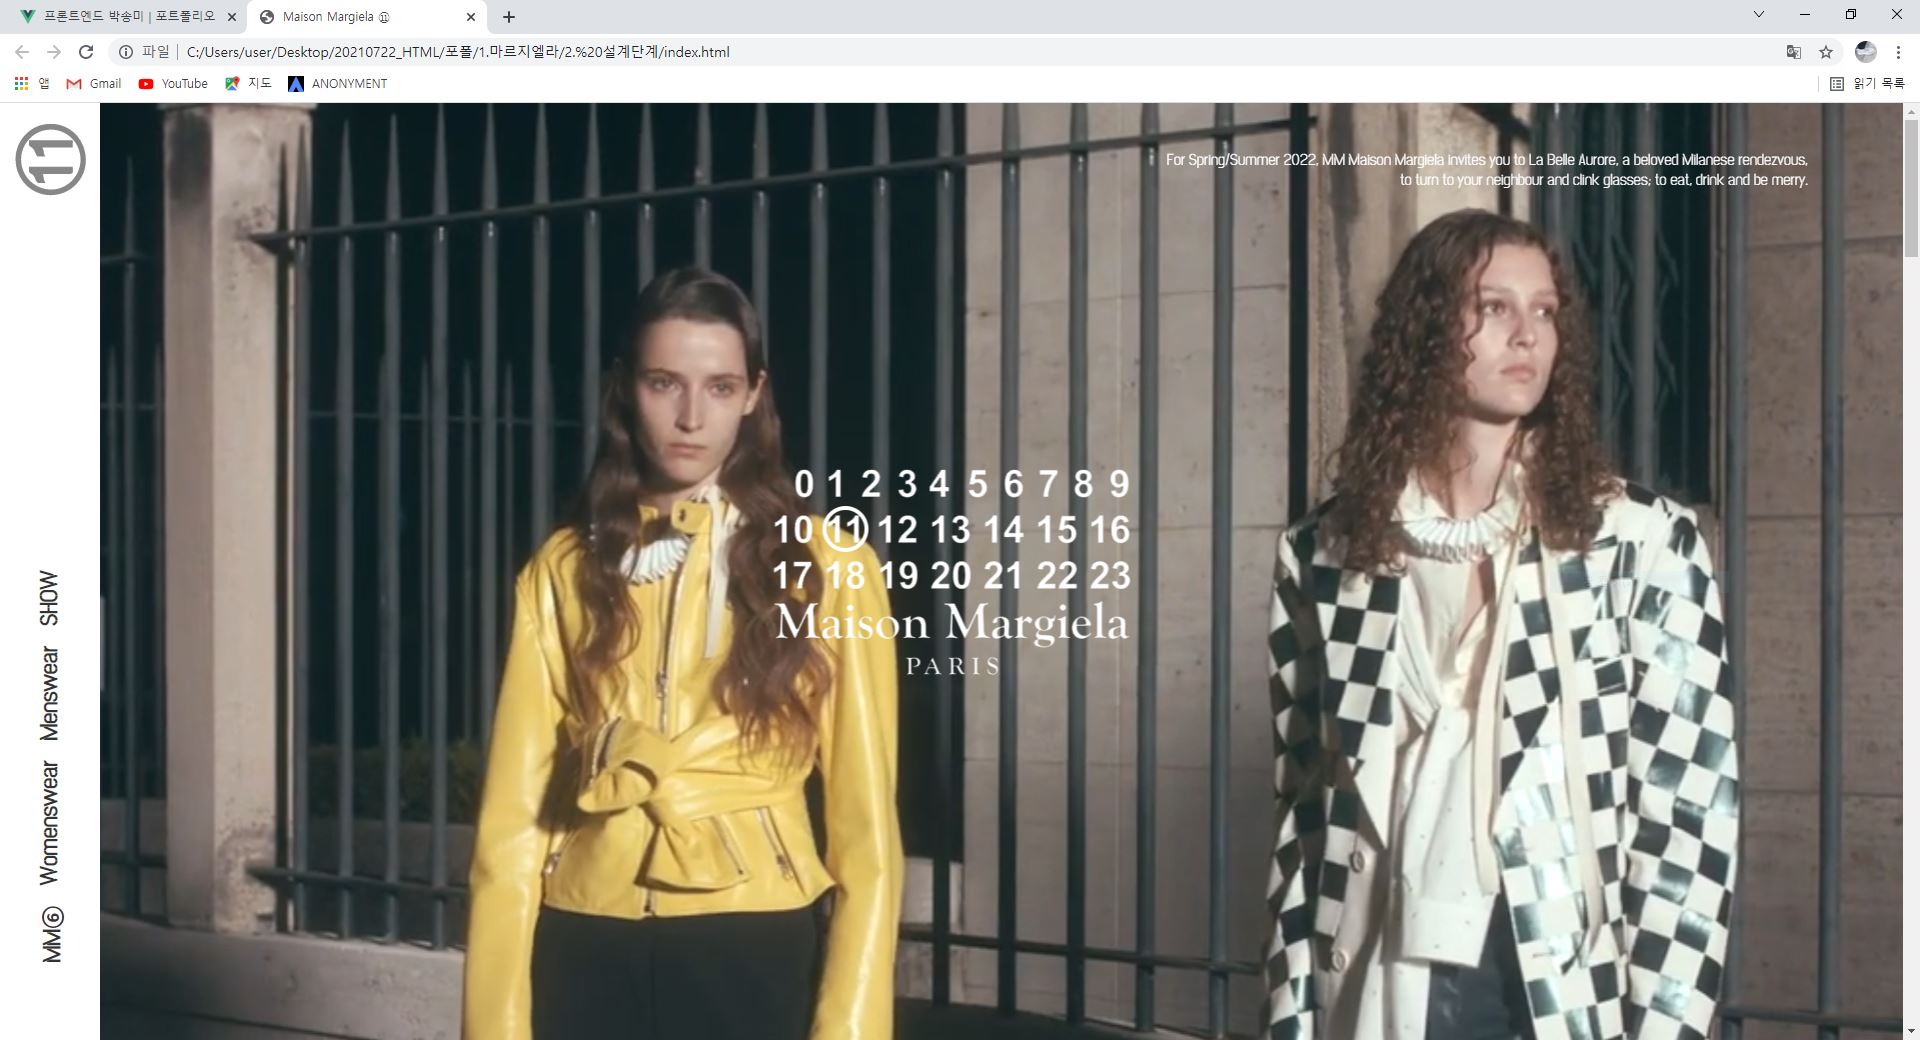 프론트엔드 박송미 | 포트폴리오
Maison Margiela ⑪
파일
C:/Users/user/Desktop/20210722_HTML/포폴/1.마르지엘라/2.%20설계단계/index.html
앱
Gmail
YouTube
지도
ANONYMENT
읽기 목록
11
For Spring/Summer 2022, MM Maison Margiela invites you to La Belle Aurore, a beloved Milanese rendezvous,
to turn to your neighbour and clink glasses; to eat, drink and be merry.
0 1 2 3 4 5 6 7 8 9
10 11 12 13 14 15 16
17 18 19 20 21 22 23
Maison Margiela
PARIS
SHOW
Menswear
Womenswear
MM⑥